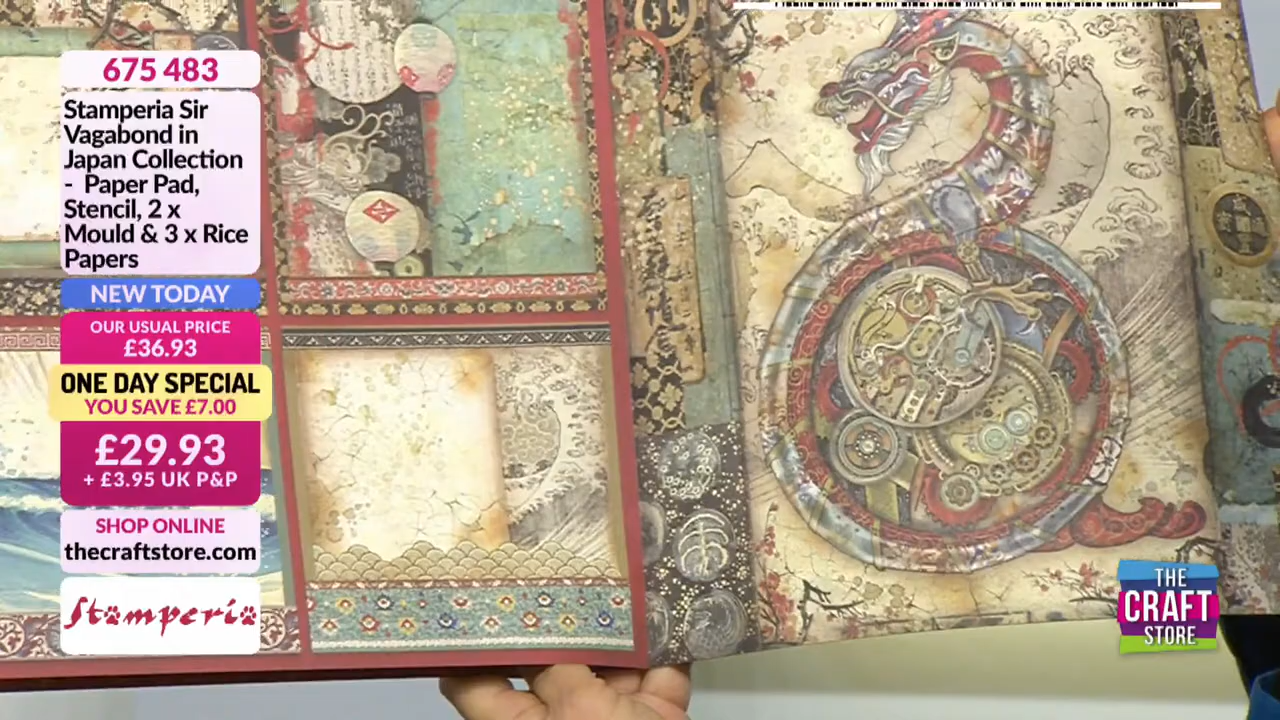 675 483
Stamperia Sir
Vagabond in
Japan Collection
- Paper Pad,
Stencil, 2 x
Mould & 3 x Rice
Papers
NEW TODAY
OUR USUAL PRICE
£36.93
ONE DAY SPECIAL
YOU SAVE £7.00
£29.93
+ £3.95 UK P&P
SHOP ONLINE
thecraftstore.com
Stamperia
THE
CRAFT
STORE